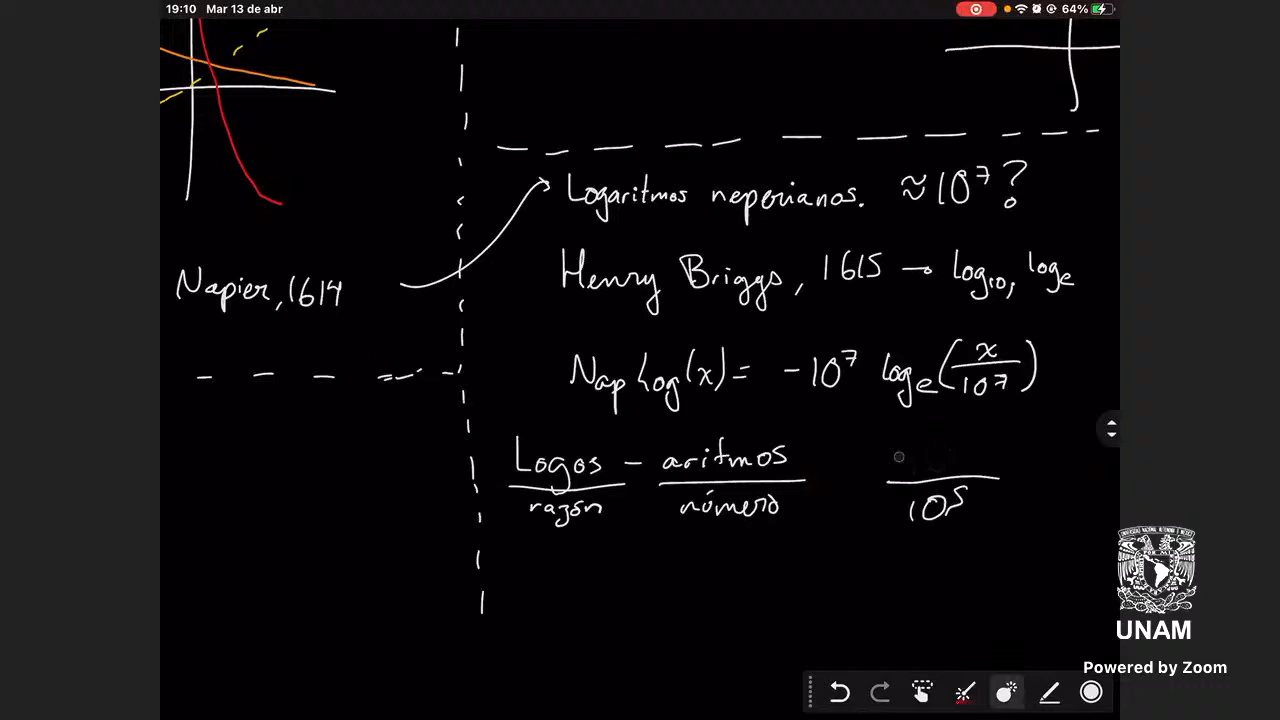 19:10 Mar 13 de abr
64%
Logaritmos neperianos. ≈10⁷?
Napier, 1614
Henry Briggs, 1615 → log₁₀, logₑ
Nap Log(x) = -10⁷ logₑ(x/10⁷)
Logos - aritmos
razón número
10⁵
UNAM
Powered by Zoom